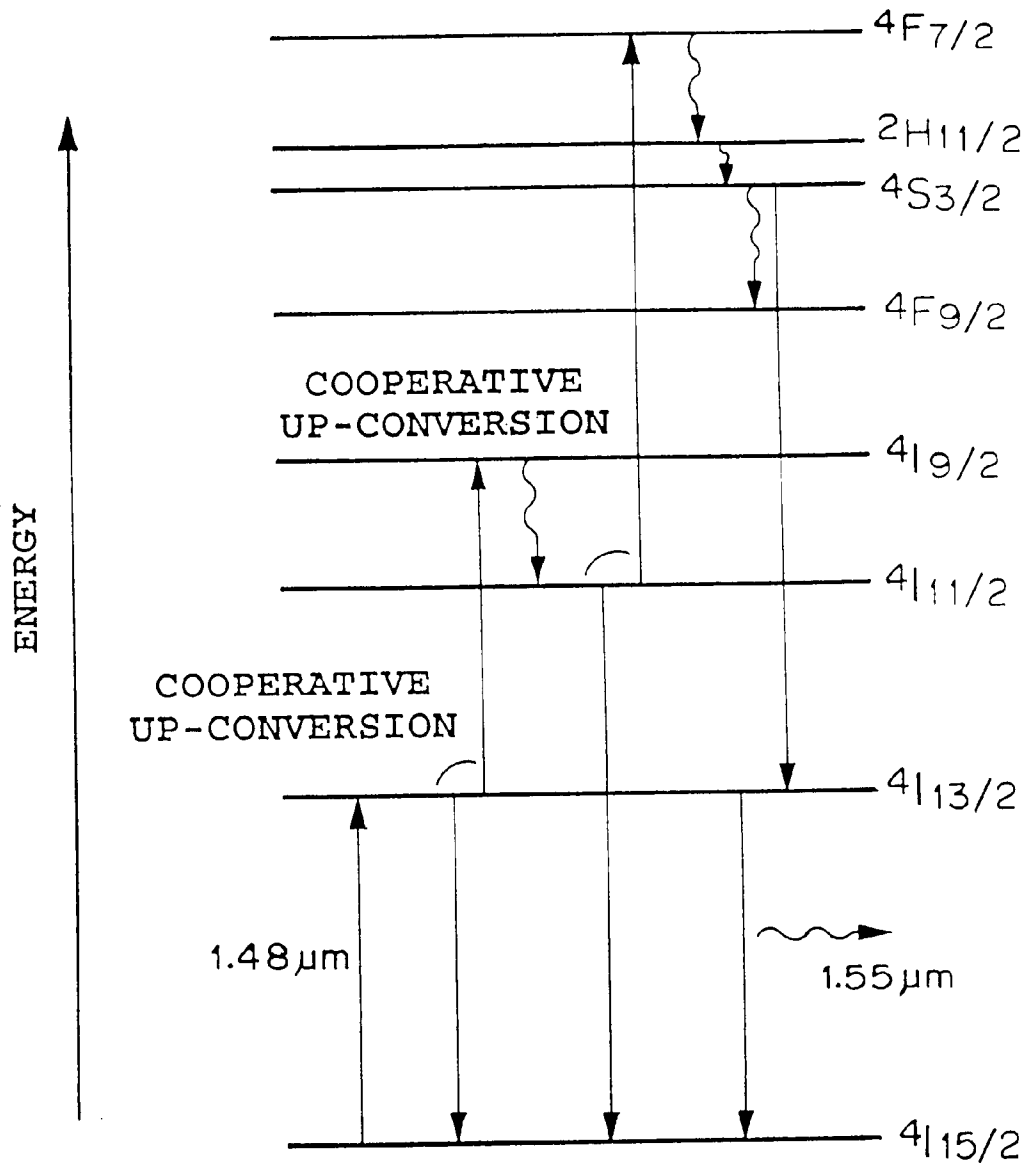 4F7/2
2H11/2
4S3/2
4F9/2
COOPERATIVE
UP-CONVERSION
4I9/2
ENERGY
4I11/2
COOPERATIVE
UP-CONVERSION
4I13/2
1.48μm
1.55μm
4I15/2